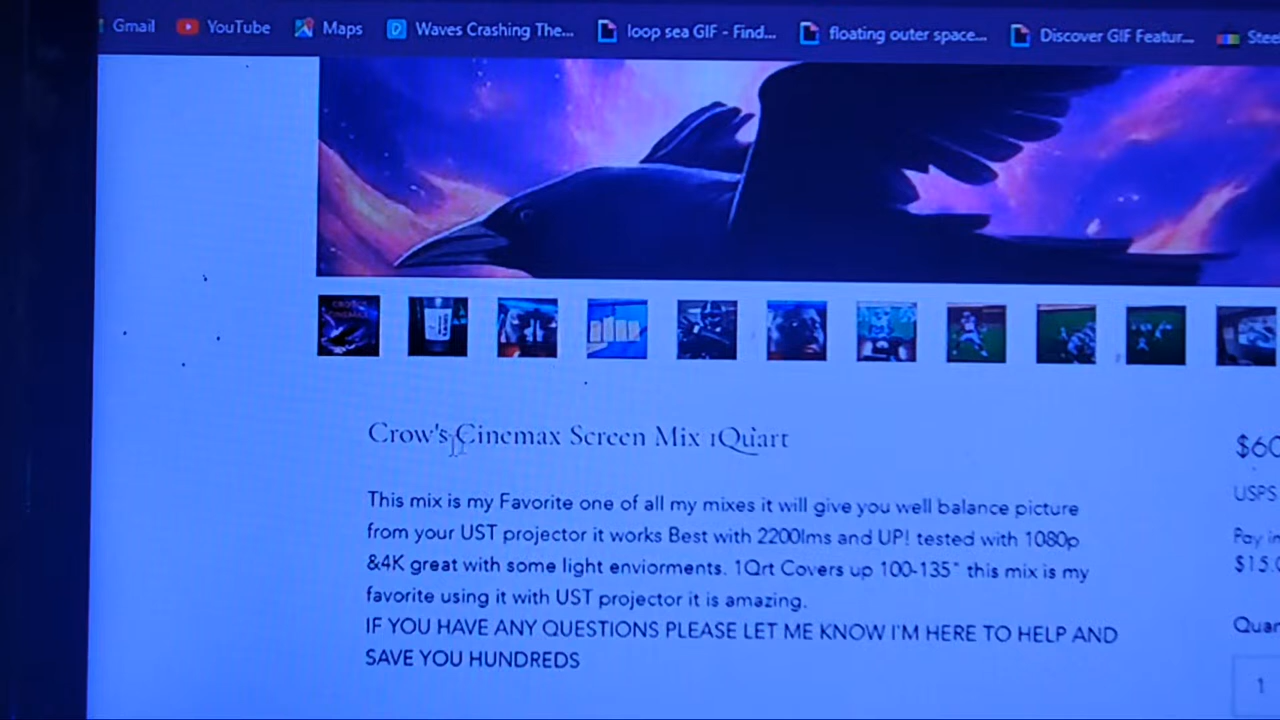 Gmail YouTube Maps Waves Crashing The... loop sea GIF - Find... floating outer space... Discover GIF Featur...
Crow's Cinemax Screen Mix 1Quart
This mix is my Favorite one of all my mixes it will give you well balance picture
from your UST projector it works Best with 2200lms and UP! tested with 1080p
&4K great with some light enviorments. 1Qrt Covers up 100-135" this mix is my
favorite using it with UST projector it is amazing.
IF YOU HAVE ANY QUESTIONS PLEASE LET ME KNOW I'M HERE TO HELP AND
SAVE YOU HUNDREDS
$60
USPS
Pay in
$15.
1